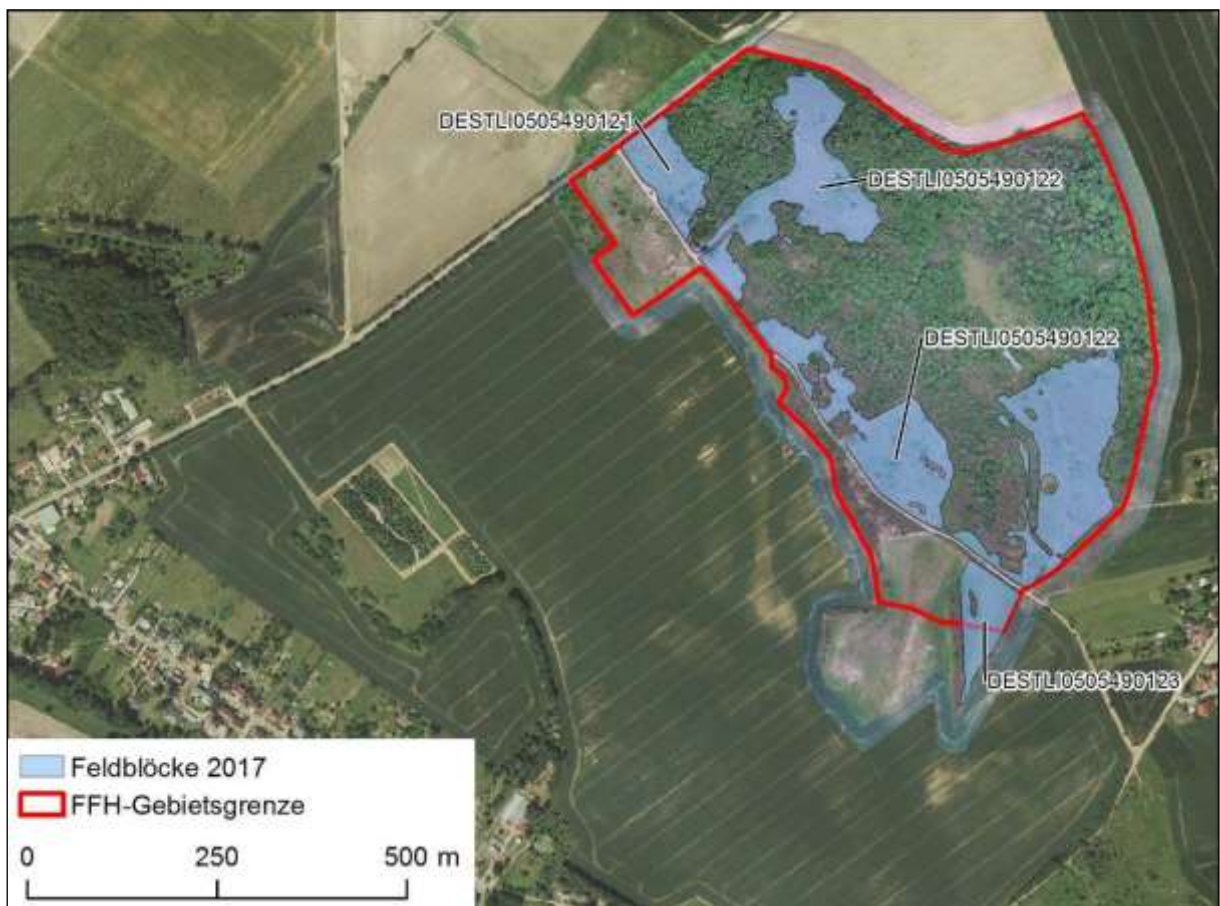 DESTLI0505490121
DESTLI0505490122
DESTLI0505490122
DESTLI0505490123
Feldblöcke 2017
FFH-Gebietsgrenze
0 250 500 m